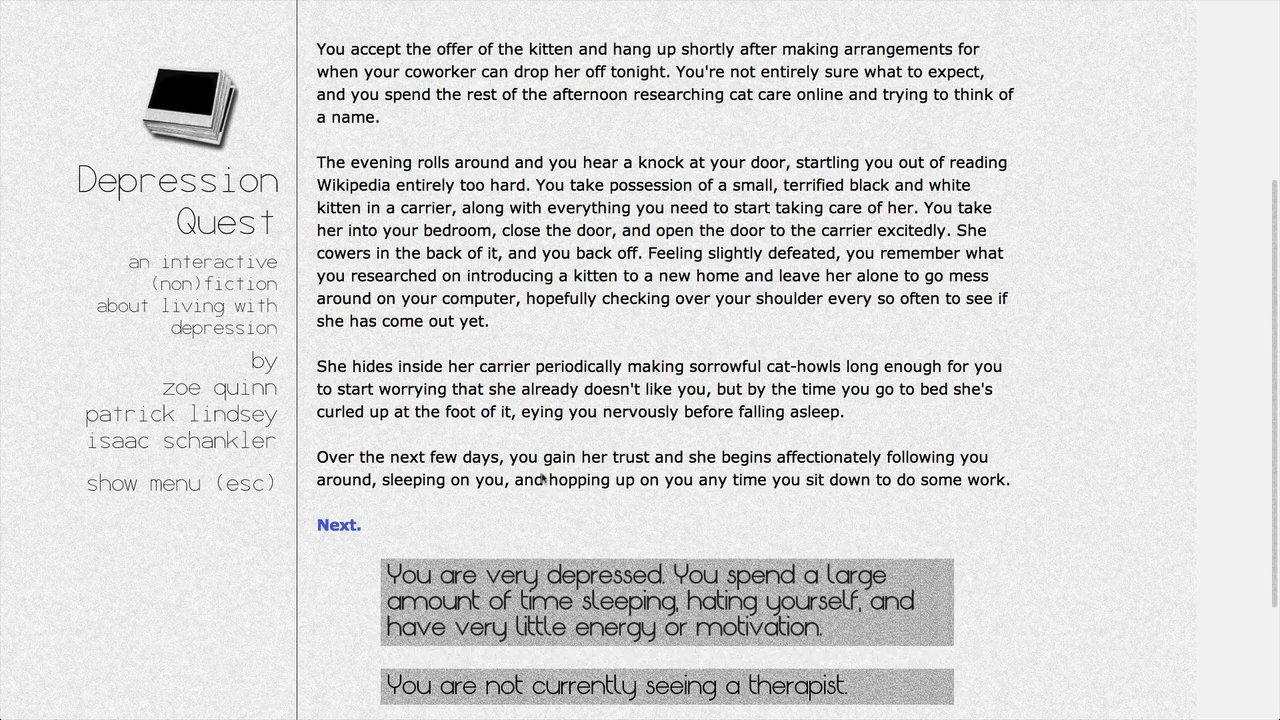 Depression
Quest
an interactive
(non)fiction
about living with
depression
by
zoe quinn
patrick lindsey
isaac schankler
show menu (esc)
You accept the offer of the kitten and hang up shortly after making arrangements for
when your coworker can drop her off tonight. You're not entirely sure what to expect,
and you spend the rest of the afternoon researching cat care online and trying to think of
a name.
The evening rolls around and you hear a knock at your door, startling you out of reading
Wikipedia entirely too hard. You take possession of a small, terrified black and white
kitten in a carrier, along with everything you need to start taking care of her. You take
her into your bedroom, close the door, and open the door to the carrier excitedly. She
cowers in the back of it, and you back off. Feeling slightly defeated, you remember what
you researched on introducing a kitten to a new home and leave her alone to go mess
around on your computer, hopefully checking over your shoulder every so often to see if
she has come out yet.
She hides inside her carrier periodically making sorrowful cat-howls long enough for you
to start worrying that she already doesn't like you, but by the time you go to bed she's
curled up at the foot of it, eying you nervously before falling asleep.
Over the next few days, you gain her trust and she begins affectionately following you
around, sleeping on you, and hopping up on you any time you sit down to do some work.
Next.
You are very depressed. You spend a large
amount of time sleeping, hating yourself, and
have very little energy or motivation.
You are not currently seeing a therapist.